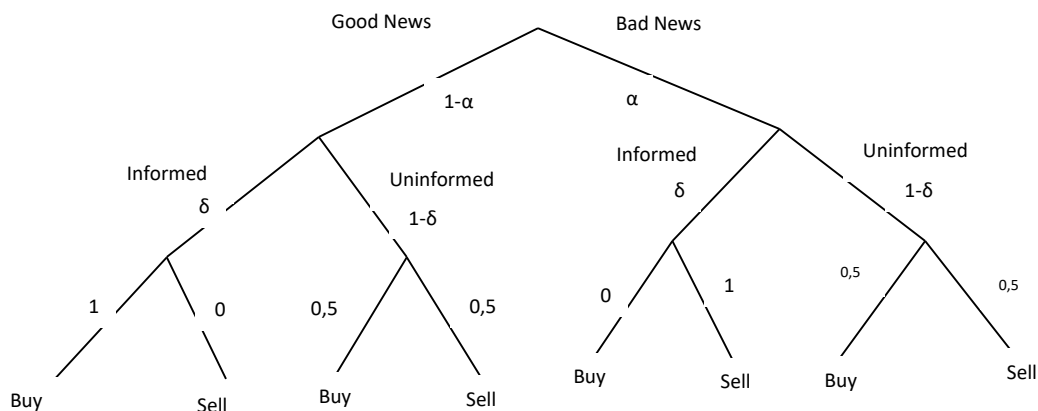 Good News
Bad News
1-α
α
Informed
Uninformed
Informed
Uninformed
δ
1-δ
δ
1-δ
1
0
0,5
0,5
0
1
0,5
0,5
Buy
Sell
Buy
Sell
Buy
Sell
Buy
Sell